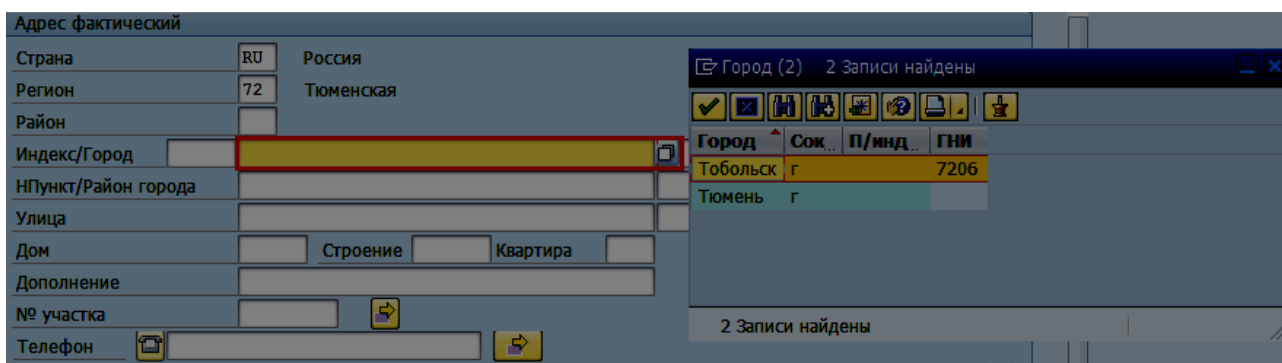 Адрес фактический
Страна RU Россия
Регион 72 Тюменская
Район
Индекс/Город
НПункт/Район города
Улица
Дом Строение Квартира
Дополнение
№ участка
Телефон
Город (2) 2 Записи найдены
Город Сок... П/инд... ГНИ
Тобольск г 7206
Тюмень г
2 Записи найдены